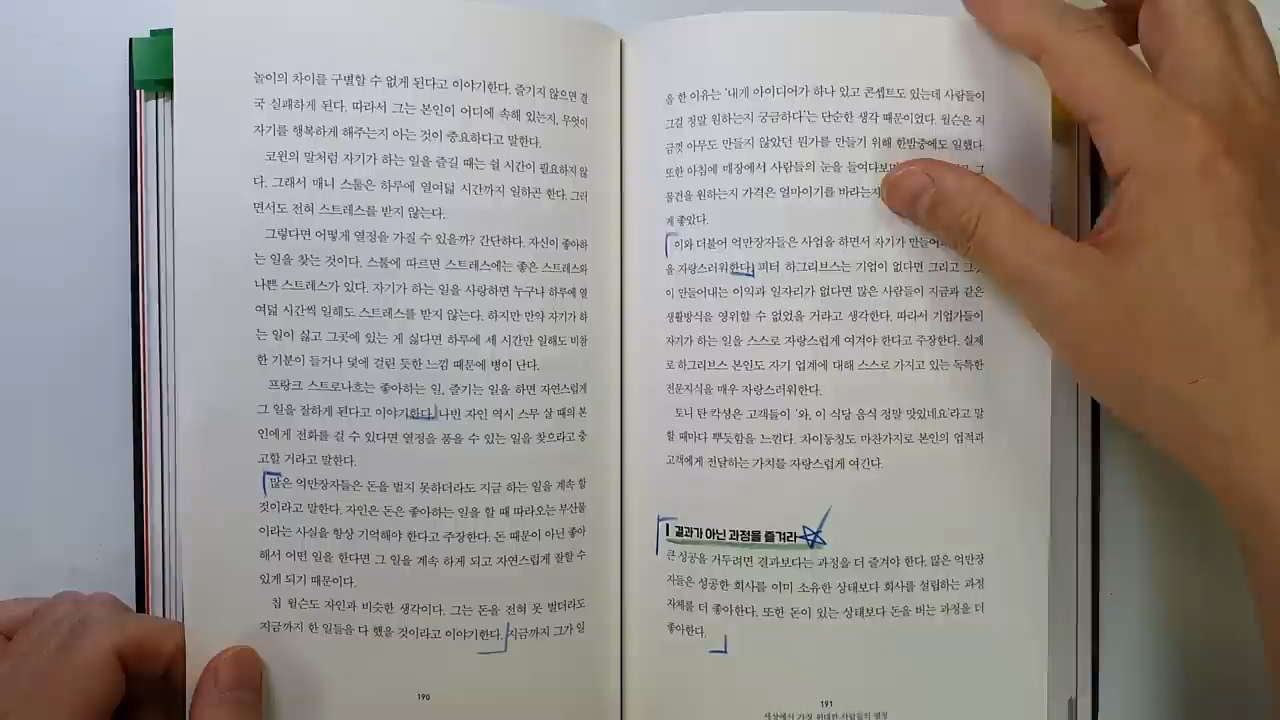 놀이의 차이를 구별할 수 없게 된다고 이야기한다. 즐기지 않으면 결
국 실패하게 된다. 따라서 그는 본인이 어디에 속해 있는지, 무엇이
자기를 행복하게 해주는지 아는 것이 중요하다고 말한다.
코윈의 말처럼 자기가 하는 일을 즐길 때는 쉴 시간이 필요하지 않
다. 그래서 매니 스툴은 하루에 열여덟 시간까지 일하곤 한다. 그러
면서도 전혀 스트레스를 받지 않는다.
그렇다면 어떻게 열정을 가질 수 있을까? 간단하다. 자신이 좋아하
는 일을 찾는 것이다. 스툴에 따르면 스트레스에는 좋은 스트레스와
나쁜 스트레스가 있다. 자기가 하는 일을 사랑하면 누구나 하루에 열
여덟 시간씩 일해도 스트레스를 받지 않는다. 하지만 만약 자기가 하
는 일이 싫고 그곳에 있는 게 싫다면 하루에 세 시간만 일해도 비참
한 기분이 들거나 덫에 걸린 듯한 느낌 때문에 병이 난다.
프랑크 스트로나흐는 좋아하는 일, 즐기는 일을 하면 자연스럽게
그 일을 잘하게 된다고 이야기한다. 나빈 자인 역시 스무 살 때의 본
인에게 전화를 걸 수 있다면 열정을 품을 수 있는 일을 찾으라고 충
고할 거라고 말한다.
많은 억만장자들은 돈을 벌지 못하더라도 지금 하는 일을 계속 할
것이라고 말한다. 자인은 돈은 좋아하는 일을 할 때 따라오는 부산물
이라는 사실을 항상 기억해야 한다고 주장한다. 돈 때문이 아닌 좋아
해서 어떤 일을 한다면 그 일을 계속 하게 되고 자연스럽게 잘할 수
있게 되기 때문이다.
칩 윌슨도 자인과 비슷한 생각이다. 그는 돈을 전혀 못 벌더라도
지금까지 한 일들을 다 했을 것이라고 이야기한다. 지금까지 그가 일
190
을 한 이유는 '내게 아이디어가 하나 있고 콘셉트도 있는데 사람들이
그걸 정말 원하는지 궁금하다'는 단순한 생각 때문이었다. 윌슨은 지
금껏 아무도 만들지 않았던 뭔가를 만들기 위해 한밤중에도 일했다.
또한 아침에 매장에서 사람들의 눈을 그
물건을 원하는지 가격은 얼마이기를
게 좋았다.
이와 더불어 억만장자들은 사업을 하면서 자기가
을 자랑스러워한다. 피터 하그리브스는 기업이 없다면 그리고
이 만들어내는 이익과 일자리가 없다면 많은 사람들이 지금과 같은
생활방식을 영위할 수 없었을 거라고 생각한다. 따라서 기업가들이
자기가 하는 일을 스스로 자랑스럽게 여겨야 한다고 주장한다. 실제
로 하그리브스 본인도 자기 업계에 대해 스스로 가지고 있는 독특한
전문지식을 매우 자랑스러워한다.
토니 탄 칵셩은 고객들이 '와, 이 식당 음식 정말 맛있네요'라고 말
할 때마다 뿌듯함을 느낀다. 차이둥칭도 마찬가지로 본인의 업적과
고객에게 전달하는 가치를 자랑스럽게 여긴다.
결과가 아닌 과정을 즐겨라
큰 성공을 거두려면 결과보다는 과정을 더 즐겨야 한다. 많은 억만장
자들은 성공한 회사를 이미 소유한 상태보다 회사를 설립하는 과정
자체를 더 좋아한다. 또한 돈이 있는 상태보다 돈을 버는 과정을 더
좋아한다.
191
세상에서 가장 위대한 사람들의 열정